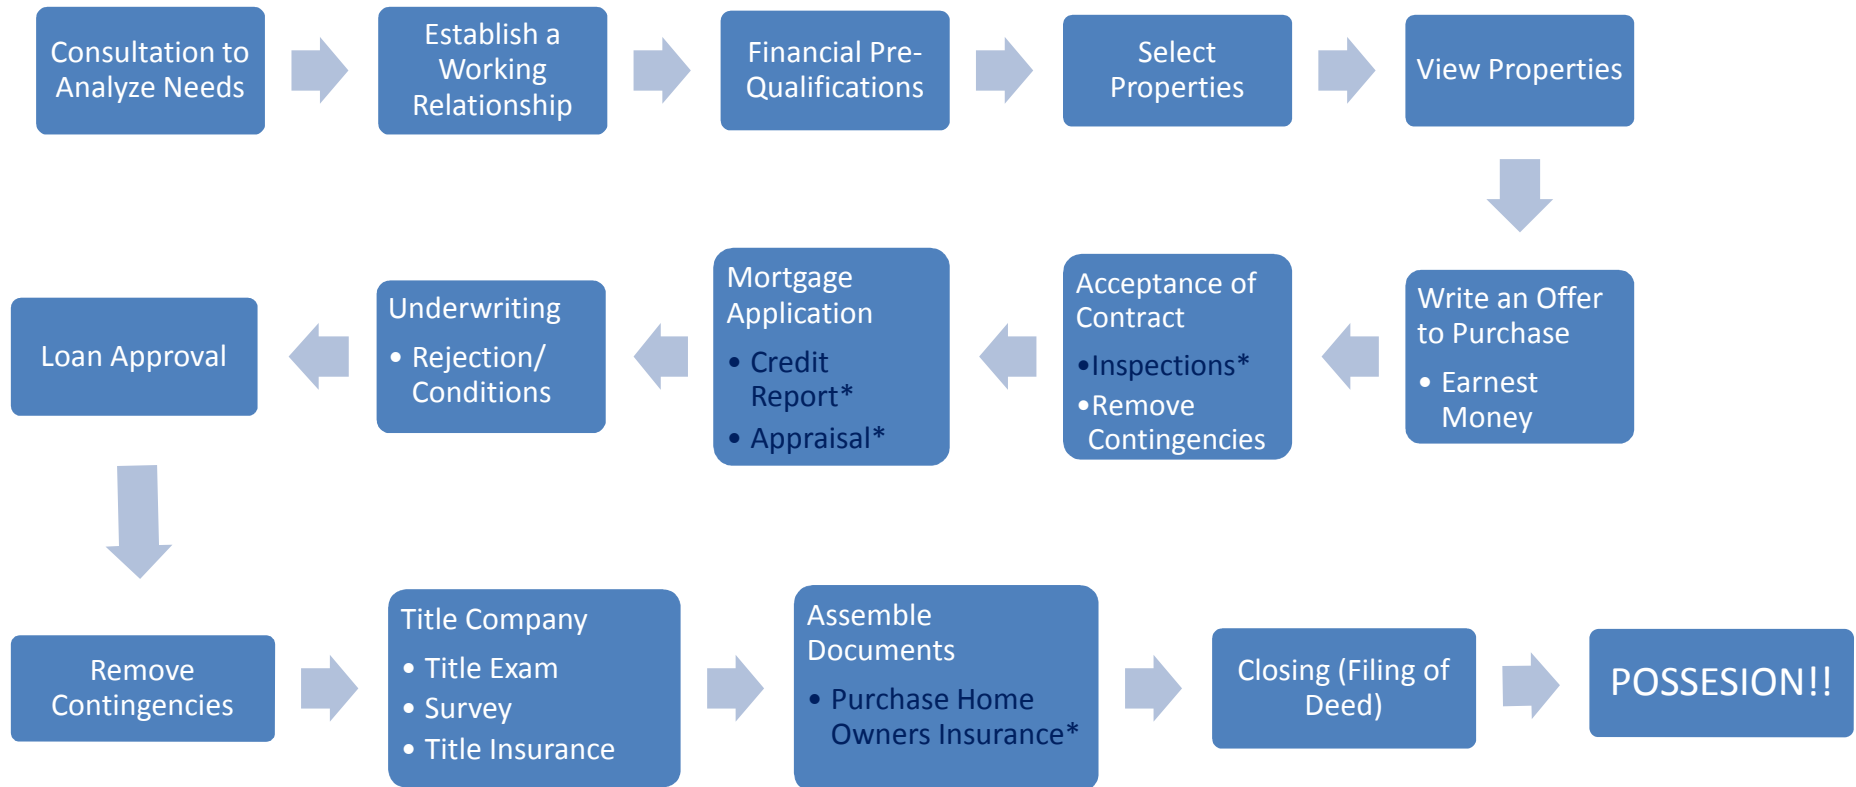 Consultation to
Analyze Needs
Establish a
Working
Relationship
Financial Pre-
Qualifications
Select
Properties
View Properties
Write an Offer
to Purchase
• Earnest
Money
Acceptance of
Contract
•Inspections*
•Remove
Contingencies
Mortgage
Application
• Credit
Report*
• Appraisal*
Underwriting
• Rejection/
Conditions
Loan Approval
Remove
Contingencies
Title Company
• Title Exam
• Survey
• Title Insurance
Assemble
Documents
• Purchase Home
Owners Insurance*
Closing (Filing of
Deed)
POSSESION!!